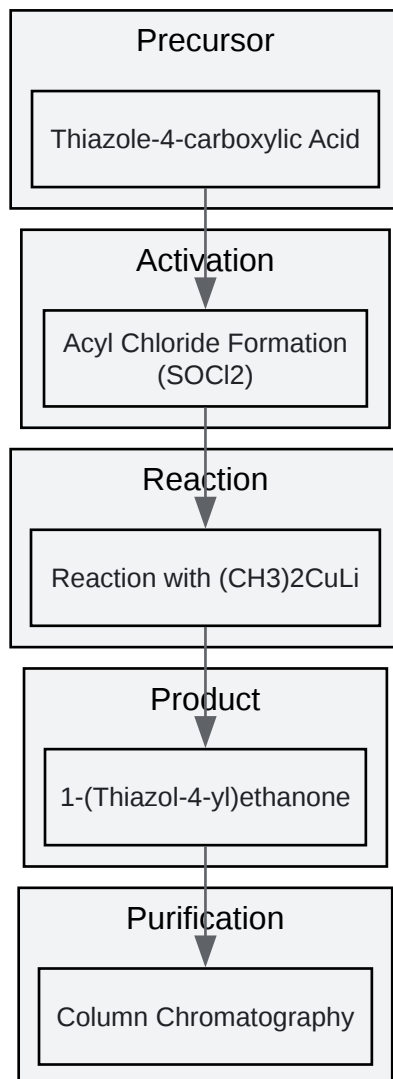 Precursor
Thiazole-4-carboxylic Acid
Activation
Acyl Chloride Formation
(SOCl2)
Reaction
Reaction with (CH3)2CuLi
Product
1-(Thiazol-4-yl)ethanone
Purification
Column Chromatography